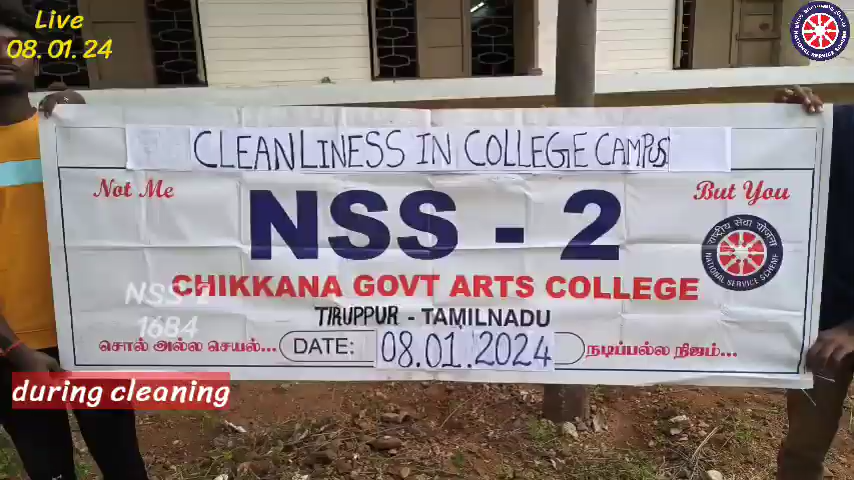 Live
08. 01. 24
CLEANLINESS IN COLLEGE CAMPUS
Not Me
But You
NSS - 2
राष्ट्रीय सेवा योजना
NATIONAL SERVICE SCHEME
CHIKKANA GOVT ARTS COLLEGE
NSS-2
1684
TIRUPPUR - TAMILNADU
சொல் அல்ல செயல்...
DATE: 08.01.2024
நடிப்பல்ல நிஜம்...
during cleaning